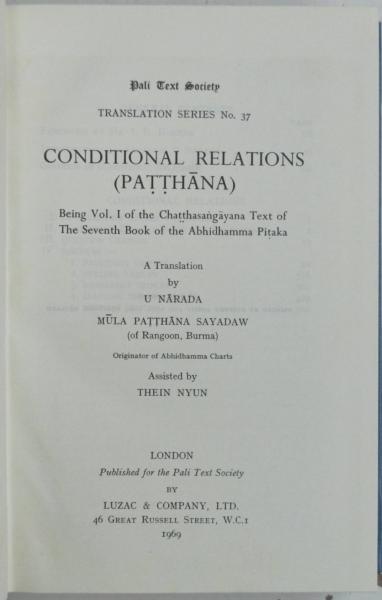 Pali Text Society
TRANSLATION SERIES No. 37
CONDITIONAL RELATIONS
(PAṬṬHĀNA)
Being Vol. I of the Chaṭṭhasaṅgāyana Text of
The Seventh Book of the Abhidhamma Piṭaka
A Translation
by
U NĀRADA
MŪLA PAṬṬHĀNA SAYADAW
(of Rangoon, Burma)
Originator of Abhidhamma Charts
Assisted by
THEIN NYUN
LONDON
Published for the Pali Text Society
BY
LUZAC & COMPANY, LTD.
46 GREAT RUSSELL STREET, W.C.1
1969